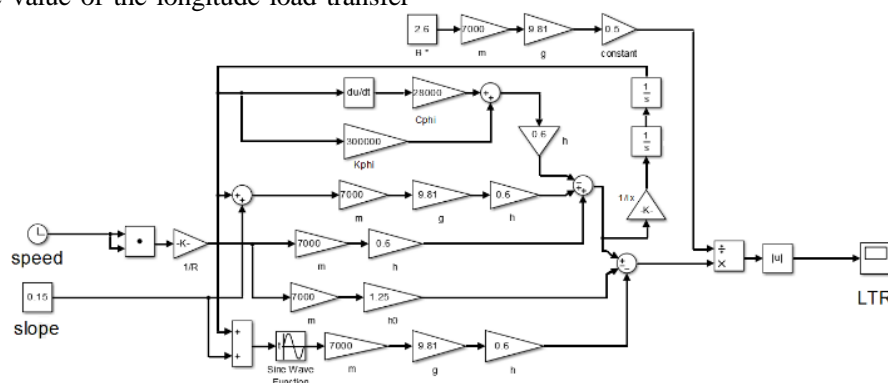 value of the longitude load transfer
2.6
7000
9.81
0.5
B *
m
g
constant
du/dt
28000
Cphi
1
s
300000
Kphi
0.6
h
1
s
7000
9.81
0.6
m
g
h
1/Ix
-K-
speed
-K-
1/R
7000
0.6
m
h
÷
×
|u|
LTR
0.15
slope
7000
1.25
m
h0
Sine Wave
Function
7000
9.81
0.6
m
g
h